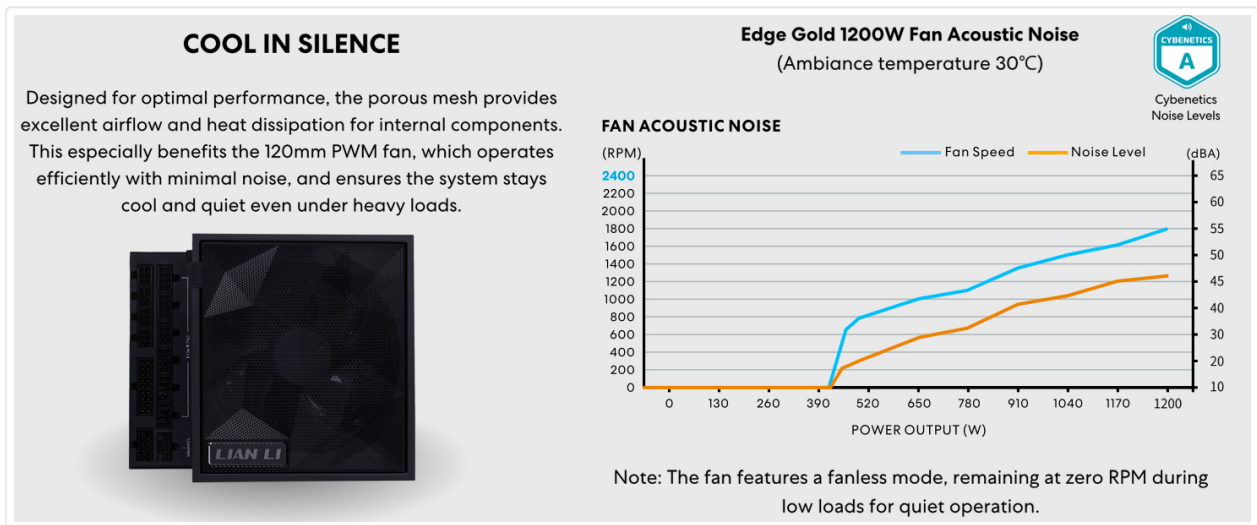 COOL IN SILENCE
Designed for optimal performance, the porous mesh provides
excellent airflow and heat dissipation for internal components.
This especially benefits the 120mm PWM fan, which operates
efficiently with minimal noise, and ensures the system stays
cool and quiet even under heavy loads.
LIAN LI
Edge Gold 1200W Fan Acoustic Noise
(Ambiance temperature 30℃)
CYBENETICS
A
Cybenetics
Noise Levels
FAN ACOUSTIC NOISE
(RPM)
Fan Speed
Noise Level
(dBA)
2400
2200
2000
1800
1600
1400
1200
1000
800
600
400
200
0
65
60
55
50
45
40
30
20
10
0 130 260 390 520 650 780 910 1040 1170 1200
POWER OUTPUT (W)
Note: The fan features a fanless mode, remaining at zero RPM during
low loads for quiet operation.